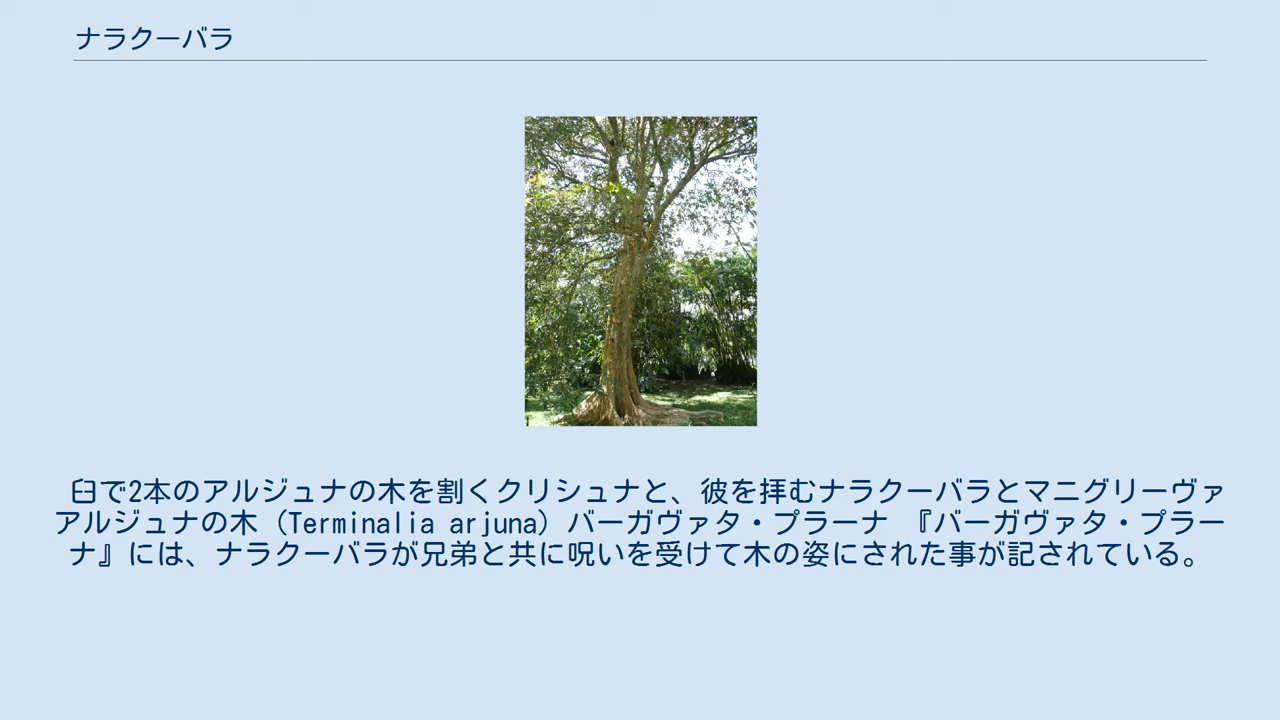 ナラクーバラ
臼で2本のアルジュナの木を割くクリシュナと、彼を拝むナラクーバラとマニグリーヴァ
アルジュナの木（Terminalia arjuna）バーガヴァタ・プラーナ 『バーガヴァタ・プラー
ナ』には、ナラクーバラが兄弟と共に呪いを受けて木の姿にされた事が記されている。